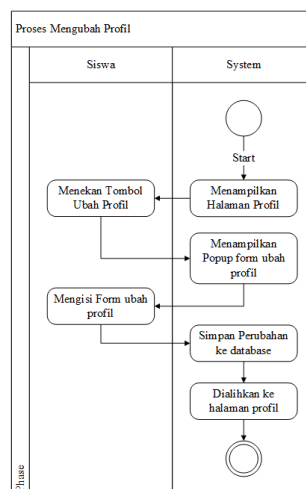 Proses Mengubah Profil
Siswa
System
Start
Menampilkan
Halaman Profil
Menekan Tombol
Ubah Profil
Menampilkan
Popup form ubah
profil
Mengisi Form ubah
profil
Simpan Perubahan
ke database
Dialihkan ke
halaman profil
Phase